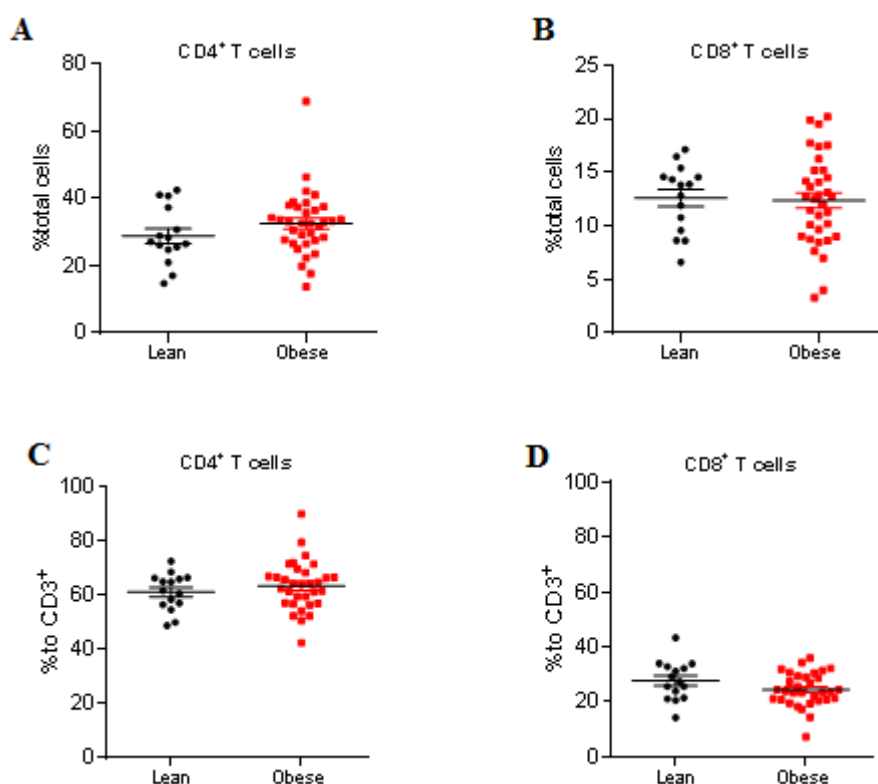 A
CD4⁺ T cells
%total cells
80
60
40
20
0
Lean
Obese
B
CD8⁺ T cells
%total cells
25
20
15
10
5
0
Lean
Obese
C
CD4⁺ T cells
%to CD3⁺
100
80
60
40
20
0
Lean
Obese
D
CD8⁺ T cells
%to CD3⁺
100
80
60
40
20
0
Lean
Obese